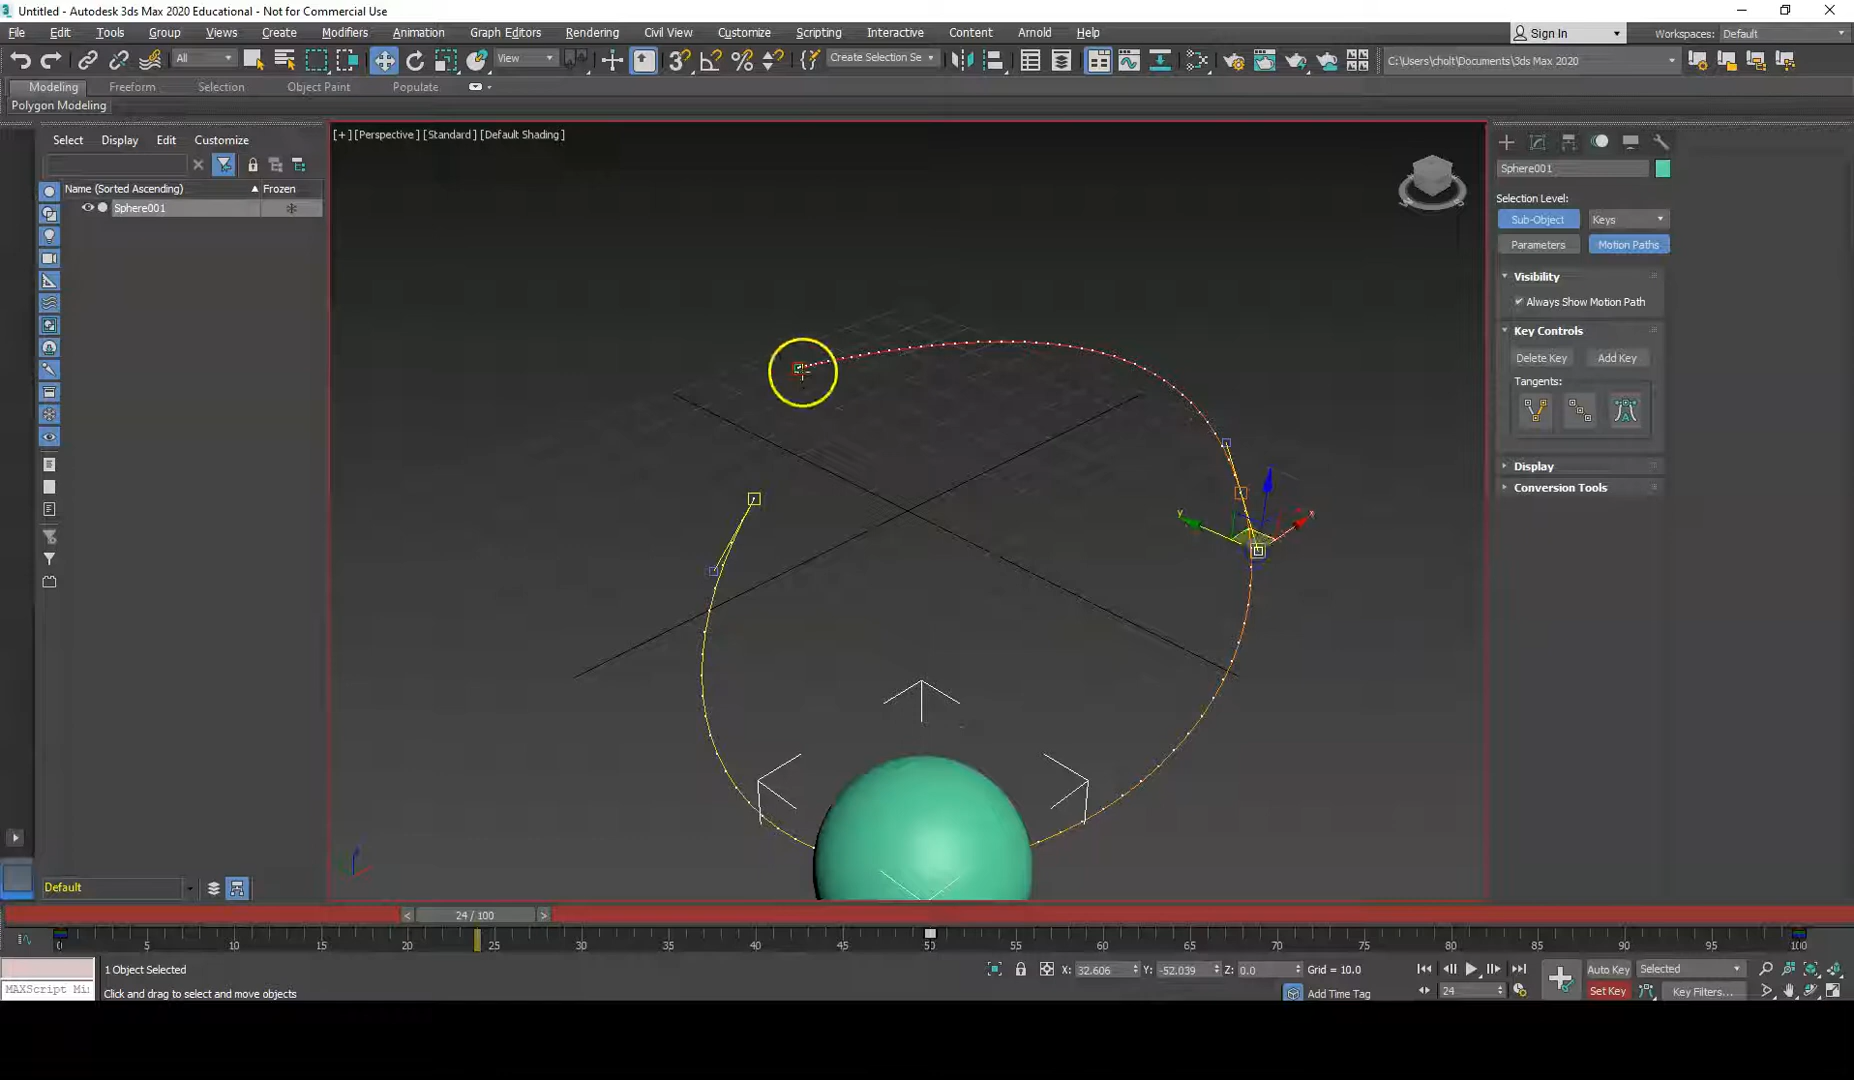 Untitled - Autodesk 3ds Max 2020 Educational - Not for Commercial Use
File Edit Tools Group Views Create Modifiers Animation Graph Editors Rendering Civil View Customize Scripting Interactive Content Arnold Help Sign In Workspaces: Default
All View Create Selection Se C:\Users\cholt\Documents\3ds Max 2020
Modeling Freeform Selection Object Paint Populate
Polygon Modeling
Select Display Edit Customize
[+] [Perspective] [Standard] [Default Shading]
Name (Sorted Ascending) Frozen
Sphere001
Sphere001
Selection Level:
Sub-Object Keys
Parameters Motion Paths
Visibility
Always Show Motion Path
Key Controls
Delete Key Add Key
Tangents:
Display
Conversion Tools
y x
Default
< 24 / 100 >
0 5 10 15 20 25 30 35 40 45 50 55 60 65 70 75 80 85 90 95 100
1 Object Selected X: 32.606 Y: -52.039 Z: 0.0 Grid = 10.0 Auto Key Selected
MAXScript Mi Click and drag to select and move objects Add Time Tag 24 Set Key Key Filters...